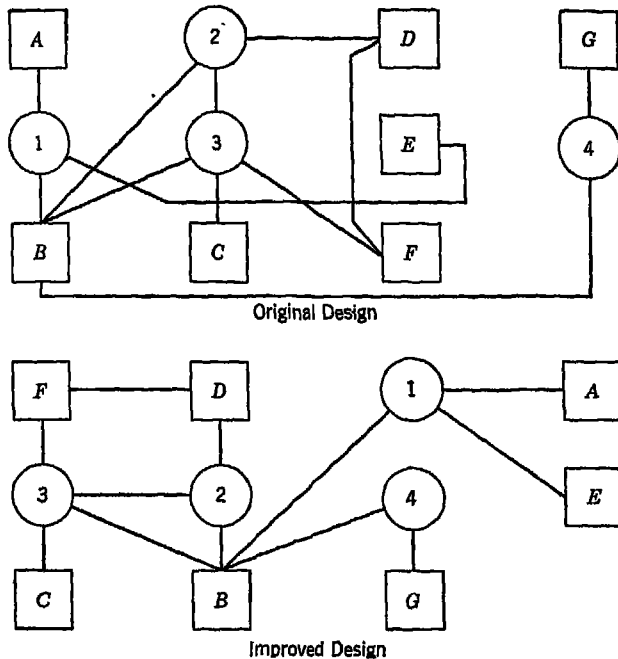 A 2 D G
1 3 E 4
B C F
Original Design
F D 1 A
3 2 4 E
C B G
Improved Design